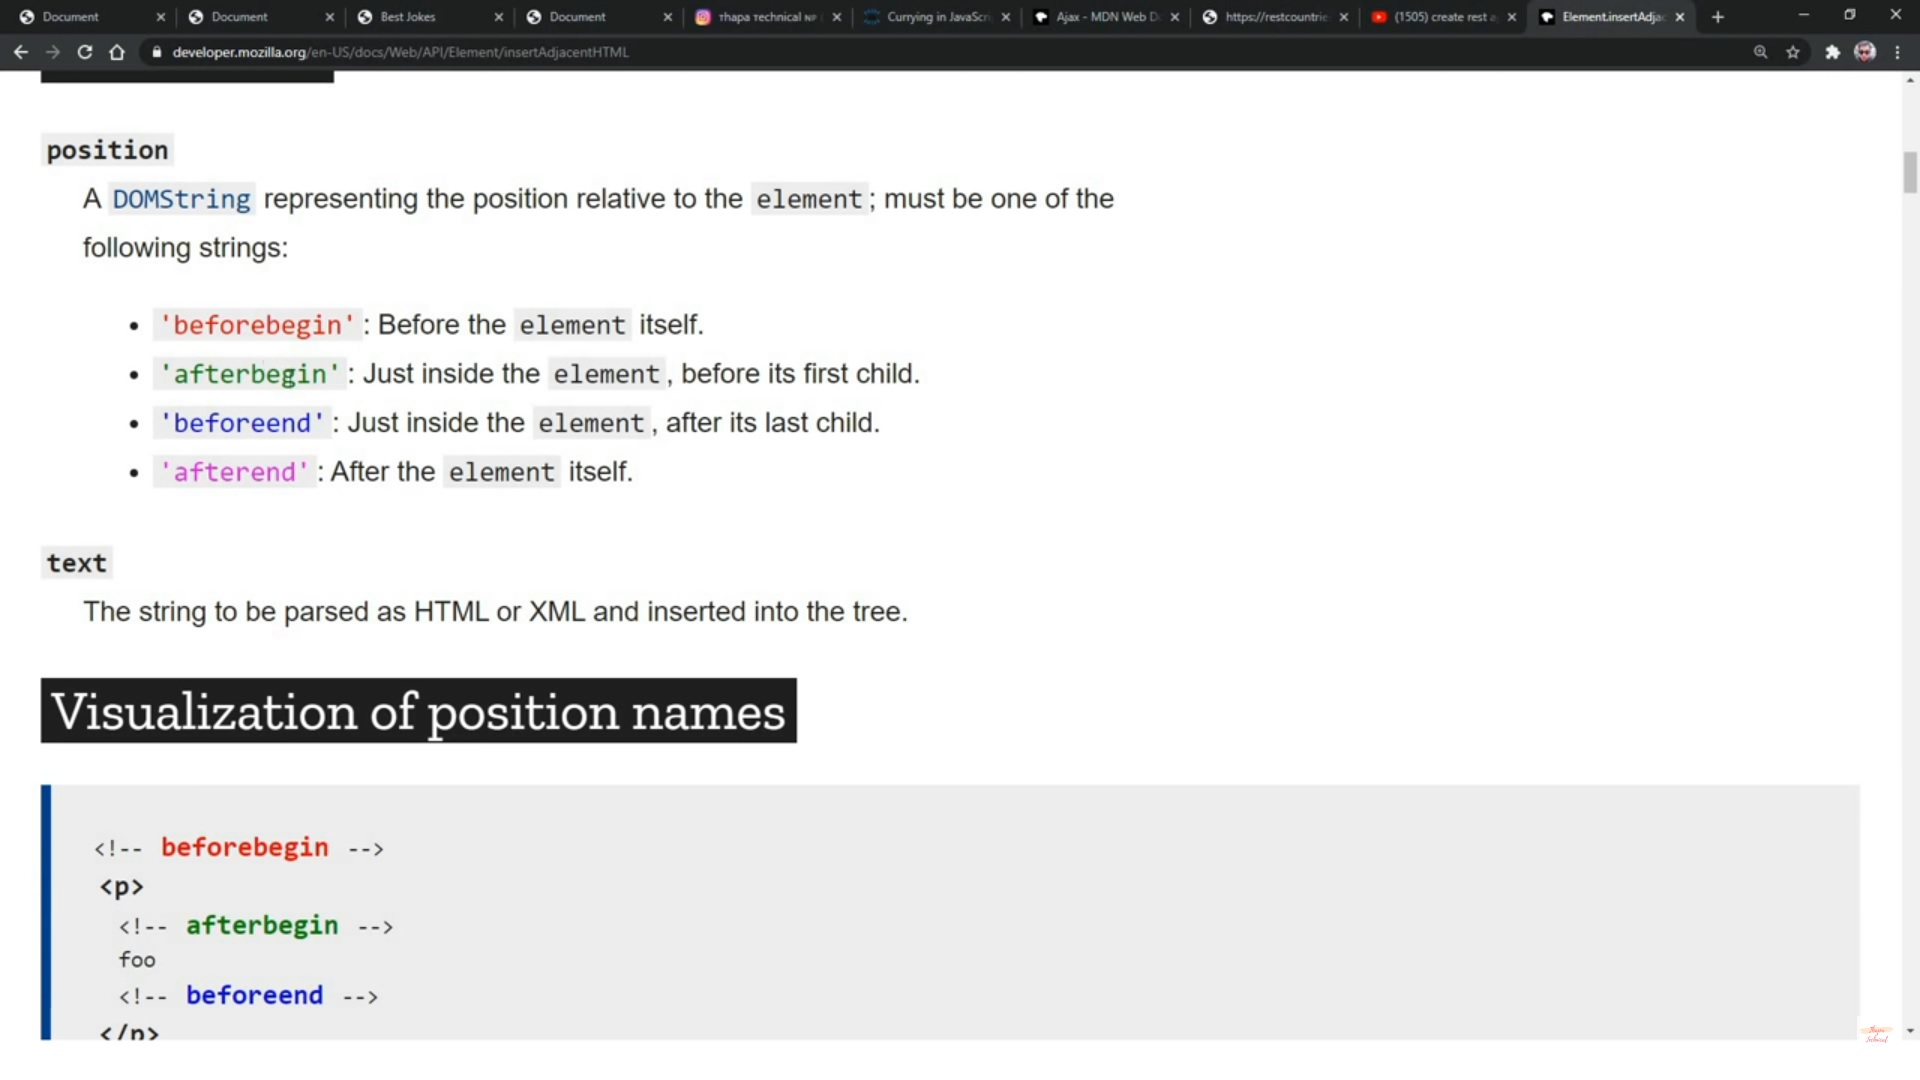 Document
Document
Best Jokes
Document
Thapa Technical NP
Currying in JavaScri
Ajax - MDN Web D
https://restcountrie
(1505) create rest a
Element.insertAdjac
developer.mozilla.org/en-US/docs/Web/API/Element/insertAdjacentHTML
position
A DOMString representing the position relative to the element; must be one of the
following strings:
• 'beforebegin': Before the element itself.
• 'afterbegin': Just inside the element, before its first child.
• 'beforeend': Just inside the element, after its last child.
• 'afterend': After the element itself.
text
The string to be parsed as HTML or XML and inserted into the tree.
Visualization of position names
<!-- beforebegin -->
<p>
<!-- afterbegin -->
foo
<!-- beforeend -->
</p>